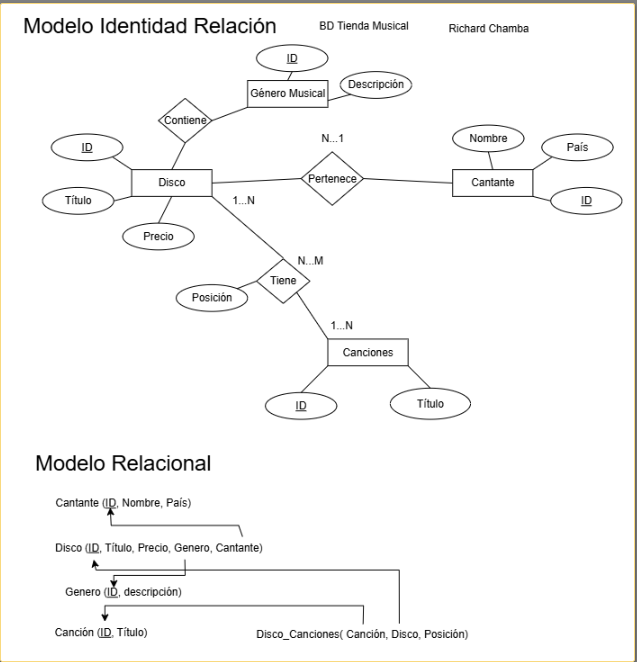 Modelo Identidad Relación
BD Tienda Musical
Richard Chamba
ID
Género Musical
Descripción
Contiene
N...1
Nombre
País
ID
Disco
Pertenece
Cantante
ID
Título
1...N
Precio
N...M
Tiene
Posición
1...N
Canciones
ID
Título
Modelo Relacional
Cantante (ID, Nombre, País)
Disco (ID, Título, Precio, Genero, Cantante)
Genero (ID, descripción)
Canción (ID, Título)
Disco_Canciones( Canción, Disco, Posición)